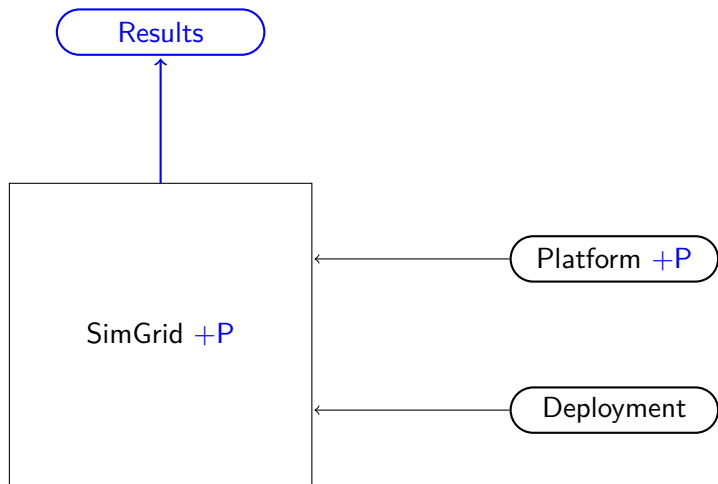 Results
Platform +P
SimGrid +P
Deployment